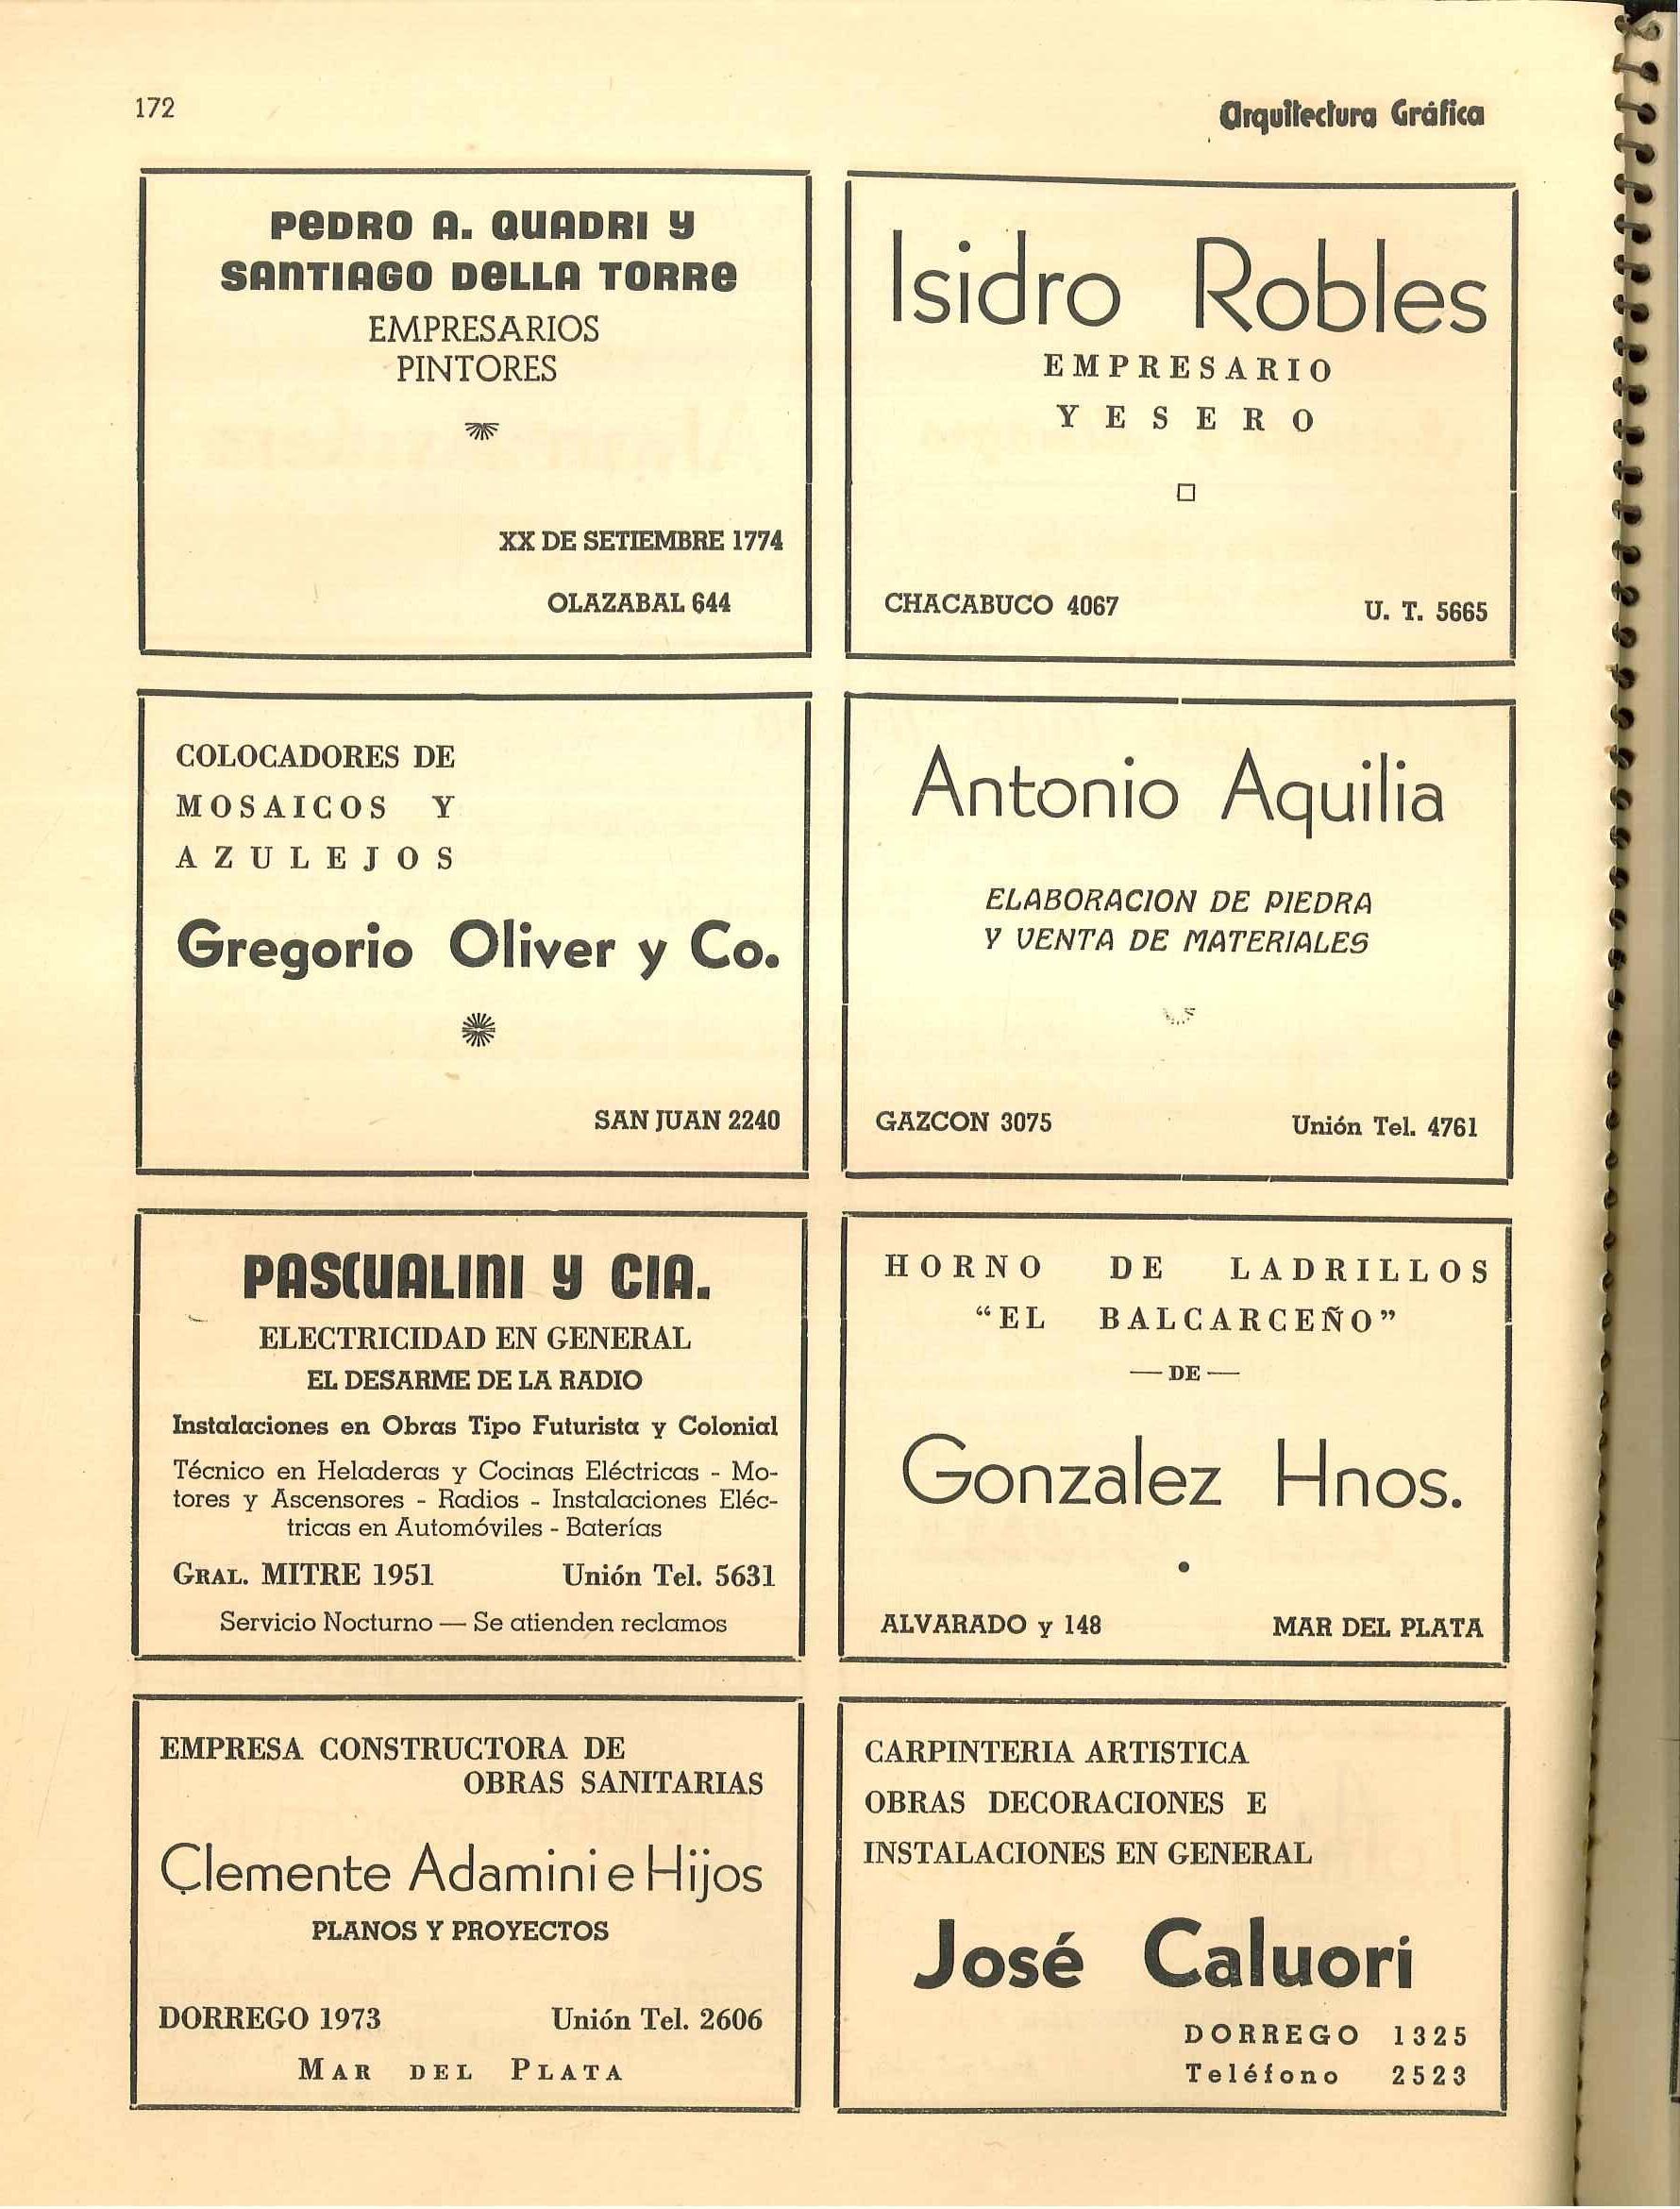 172
Arquitectura Gráfica
PEDRO A. QUADRI Y
SANTIAGO DELLA TORRE
EMPRESARIOS
PINTORES
XX DE SETIEMBRE 1774
OLAZABAL 644
Isidro Robles
EMPRESARIO
YESERO
CHACABUCO 4067 U. T. 5665
COLOCADORES DE
MOSAICOS Y
AZULEJOS
Gregorio Oliver y Co.
SAN JUAN 2240
Antonio Aquilia
ELABORACION DE PIEDRA
Y VENTA DE MATERIALES
GAZCON 3075 Unión Tel. 4761
PASCUALINI Y CIA.
ELECTRICIDAD EN GENERAL
EL DESARME DE LA RADIO
Instalaciones en Obras Tipo Futurista y Colonial
Técnico en Heladeras y Cocinas Eléctricas - Mo-
tores y Ascensores - Radios - Instalaciones Eléc-
tricas en Automóviles - Baterías
GRAL. MITRE 1951 Unión Tel. 5631
Servicio Nocturno — Se atienden reclamos
HORNO DE LADRILLOS
“EL BALCARCEÑO”
— DE —
Gonzalez Hnos.
ALVARADO y 148 MAR DEL PLATA
EMPRESA CONSTRUCTORA DE
OBRAS SANITARIAS
Clemente Adamini e Hijos
PLANOS Y PROYECTOS
DORREGO 1973 Unión Tel. 2606
MAR DEL PLATA
CARPINTERIA ARTISTICA
OBRAS DECORACIONES E
INSTALACIONES EN GENERAL
José Caluori
DORREGO 1325
Teléfono 2523